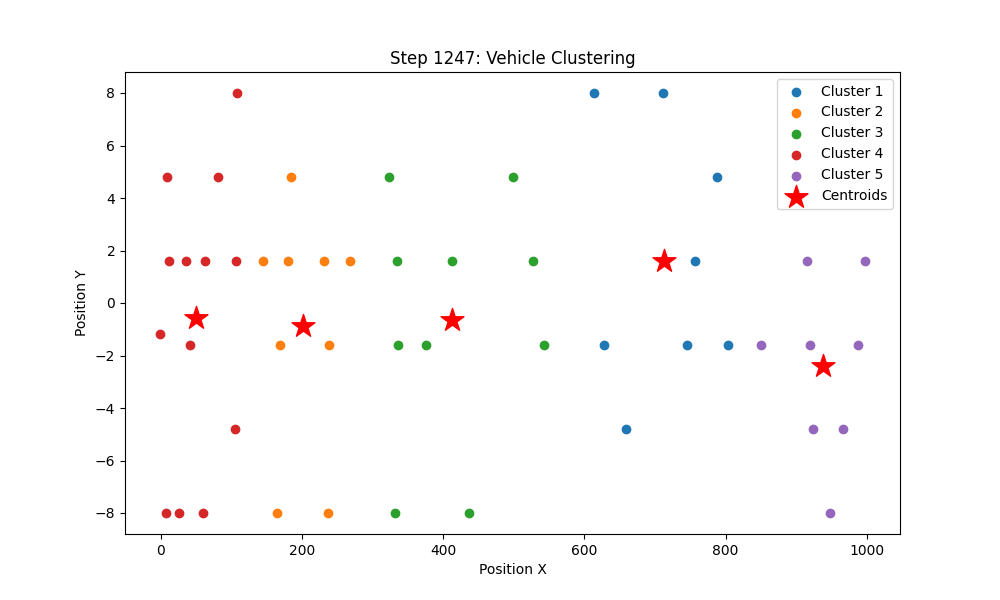 Step 1247: Vehicle Clustering
Cluster 1
Cluster 2
Cluster 3
Cluster 4
Cluster 5
Centroids
8
6
4
2
0
−2
−4
−6
−8
Position Y
0 200 400 600 800 1000
Position X